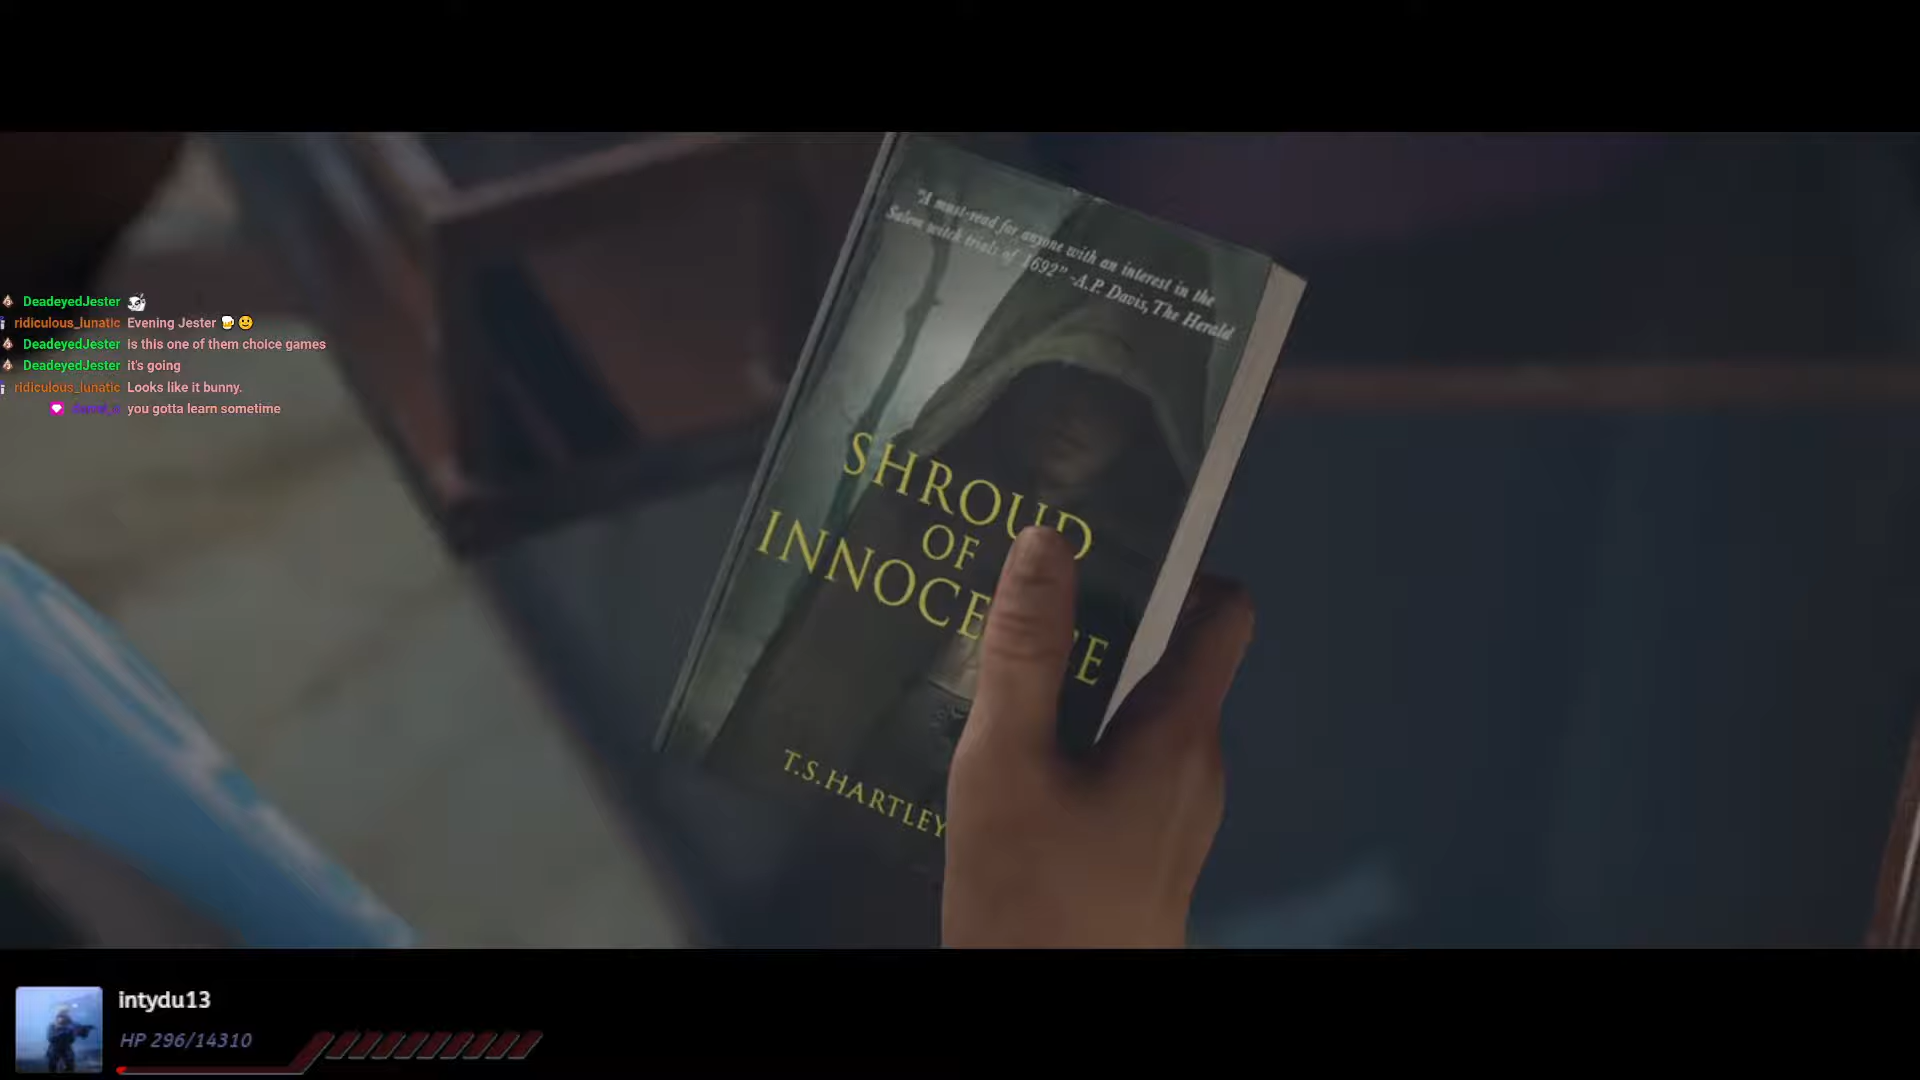 "A must-read for anyone with an interest in the
Salem witch trials of 1692" -A.P. Davis, The Herald
DeadeyedJester
ridiculous_lunatic Evening Jester
DeadeyedJester is this one of them choice games
DeadeyedJester it's going
ridiculous_lunatic Looks like it bunny.
you gotta learn sometime
SHROUD
OF
INNOCE E
T.S.HARTLEY
intydu13
HP 296/14310